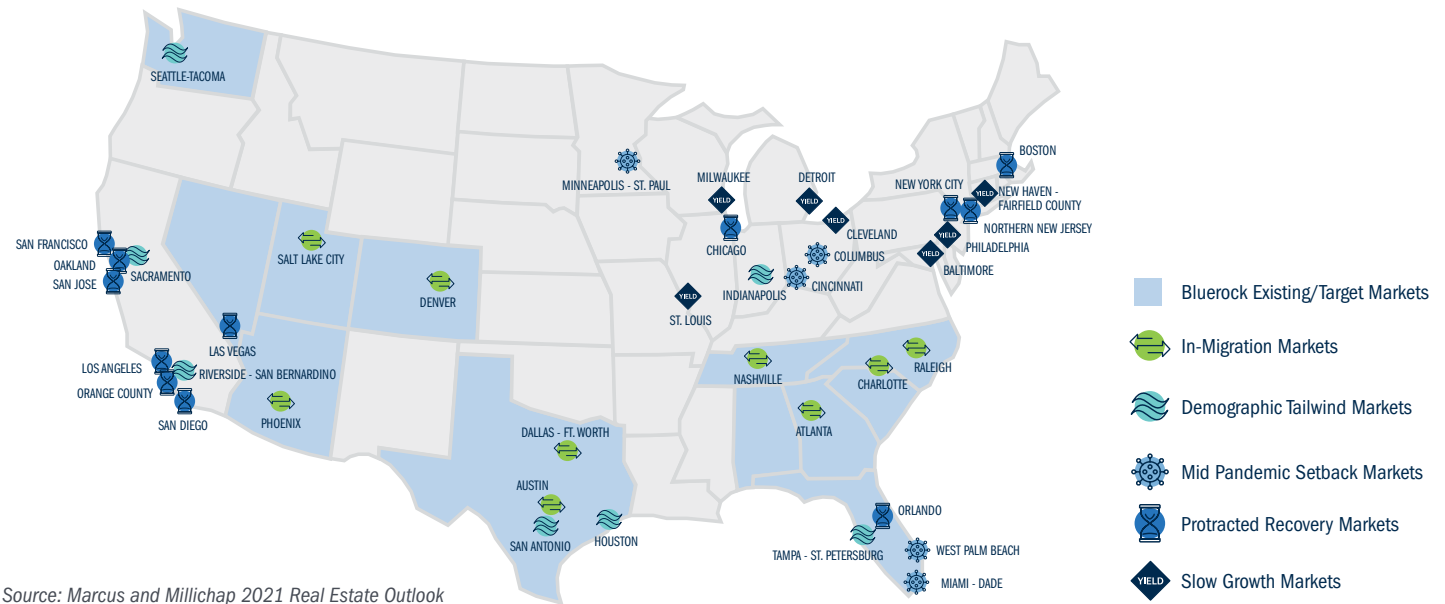 SEATTLE-TACOMA
MINNEAPOLIS - ST. PAUL
MILWAUKEE
YIELD
DETROIT
YIELD
YIELD
CLEVELAND
CHICAGO
BOSTON
NEW YORK CITY
YIELD
NEW HAVEN -
FAIRFIELD COUNTY
NORTHERN NEW JERSEY
YIELD
PHILADELPHIA
YIELD
BALTIMORE
COLUMBUS
CINCINNATI
INDIANAPOLIS
YIELD
ST. LOUIS
SAN FRANCISCO
OAKLAND
SACRAMENTO
SAN JOSE
SALT LAKE CITY
DENVER
LAS VEGAS
LOS ANGELES
RIVERSIDE - SAN BERNARDINO
ORANGE COUNTY
SAN DIEGO
PHOENIX
NASHVILLE
CHARLOTTE
RALEIGH
ATLANTA
DALLAS - FT. WORTH
AUSTIN
SAN ANTONIO
HOUSTON
ORLANDO
TAMPA - ST. PETERSBURG
WEST PALM BEACH
MIAMI - DADE
Bluerock Existing/Target Markets
In-Migration Markets
Demographic Tailwind Markets
Mid Pandemic Setback Markets
Protracted Recovery Markets
YIELD
Slow Growth Markets
Source: Marcus and Millichap 2021 Real Estate Outlook